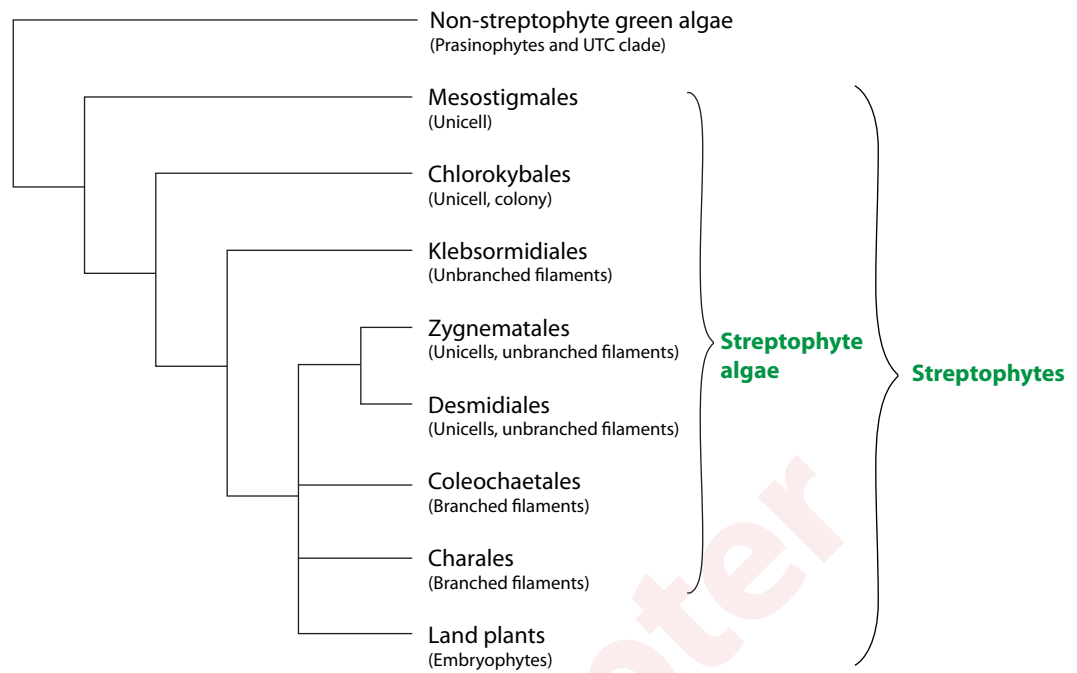 Non-streptophyte green algae
(Prasinophytes and UTC clade)
Mesostigmales
(Unicell)
Chlorokybales
(Unicell, colony)
Klebsormidiales
(Unbranched filaments)
Zygnematales
(Unicells, unbranched filaments)
Desmidiales
(Unicells, unbranched filaments)
Coleochaetales
(Branched filaments)
Charales
(Branched filaments)
Land plants
(Embryophytes)
Streptophyte
algae
Streptophytes